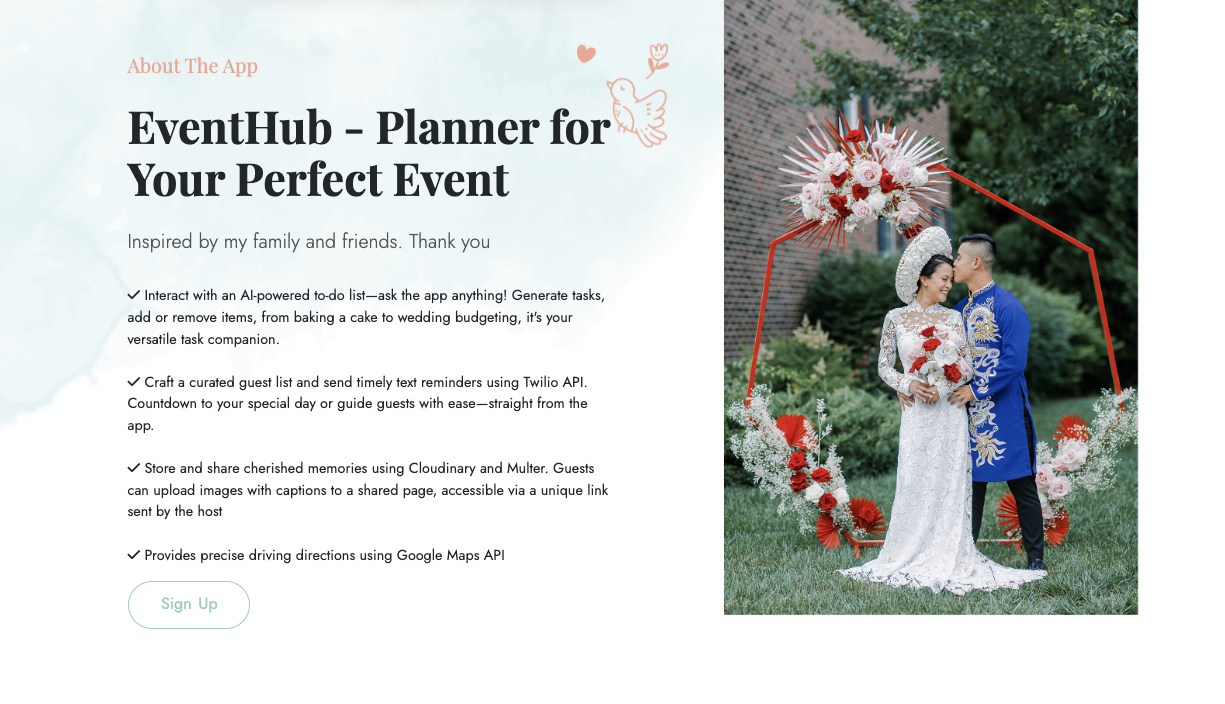 About The App
EventHub - Planner for
Your Perfect Event
Inspired by my family and friends. Thank you
✓ Interact with an AI-powered to-do list—ask the app anything! Generate tasks,
add or remove items, from baking a cake to wedding budgeting, it's your
versatile task companion.
✓ Craft a curated guest list and send timely text reminders using Twilio API.
Countdown to your special day or guide guests with ease—straight from the
app.
✓ Store and share cherished memories using Cloudinary and Multer. Guests
can upload images with captions to a shared page, accessible via a unique link
sent by the host
✓ Provides precise driving directions using Google Maps API
Sign Up